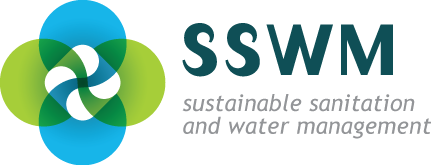 SSWM
sustainable sanitation
and water management